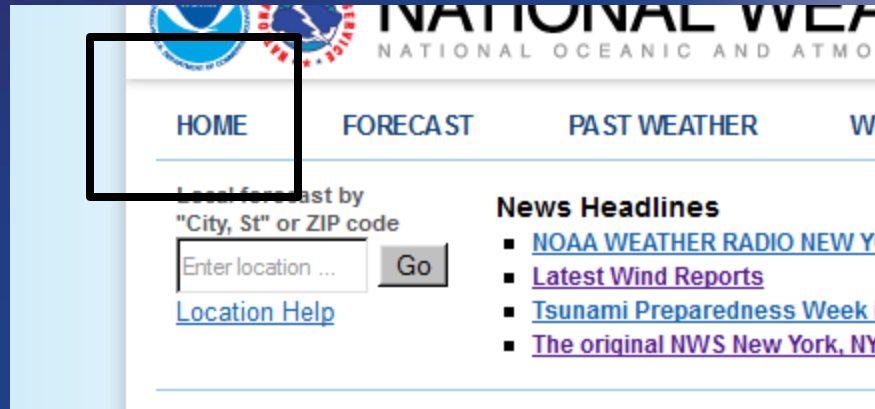 NATIONAL WEA
NATIONAL OCEANIC AND ATMO
HOME FORECAST PAST WEATHER W
Local forecast by
"City, St" or ZIP code
Enter location ... Go
Location Help
News Headlines
NOAA WEATHER RADIO NEW Y
Latest Wind Reports
Tsunami Preparedness Week i
The original NWS New York, NY